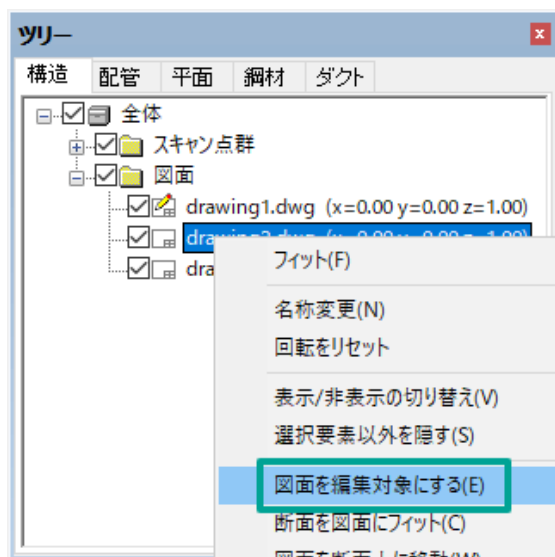 ツリー
構造 配管 平面 鋼材 ダクト
全体
スキャン点群
図面
drawing1.dwg (x=0.00 y=0.00 z=1.00)
フィット(F)
名称変更(N)
回転をリセット
表示/非表示の切り替え(V)
選択要素以外を隠す(S)
図面を編集対象にする(E)
断面を図面にフィット(C)